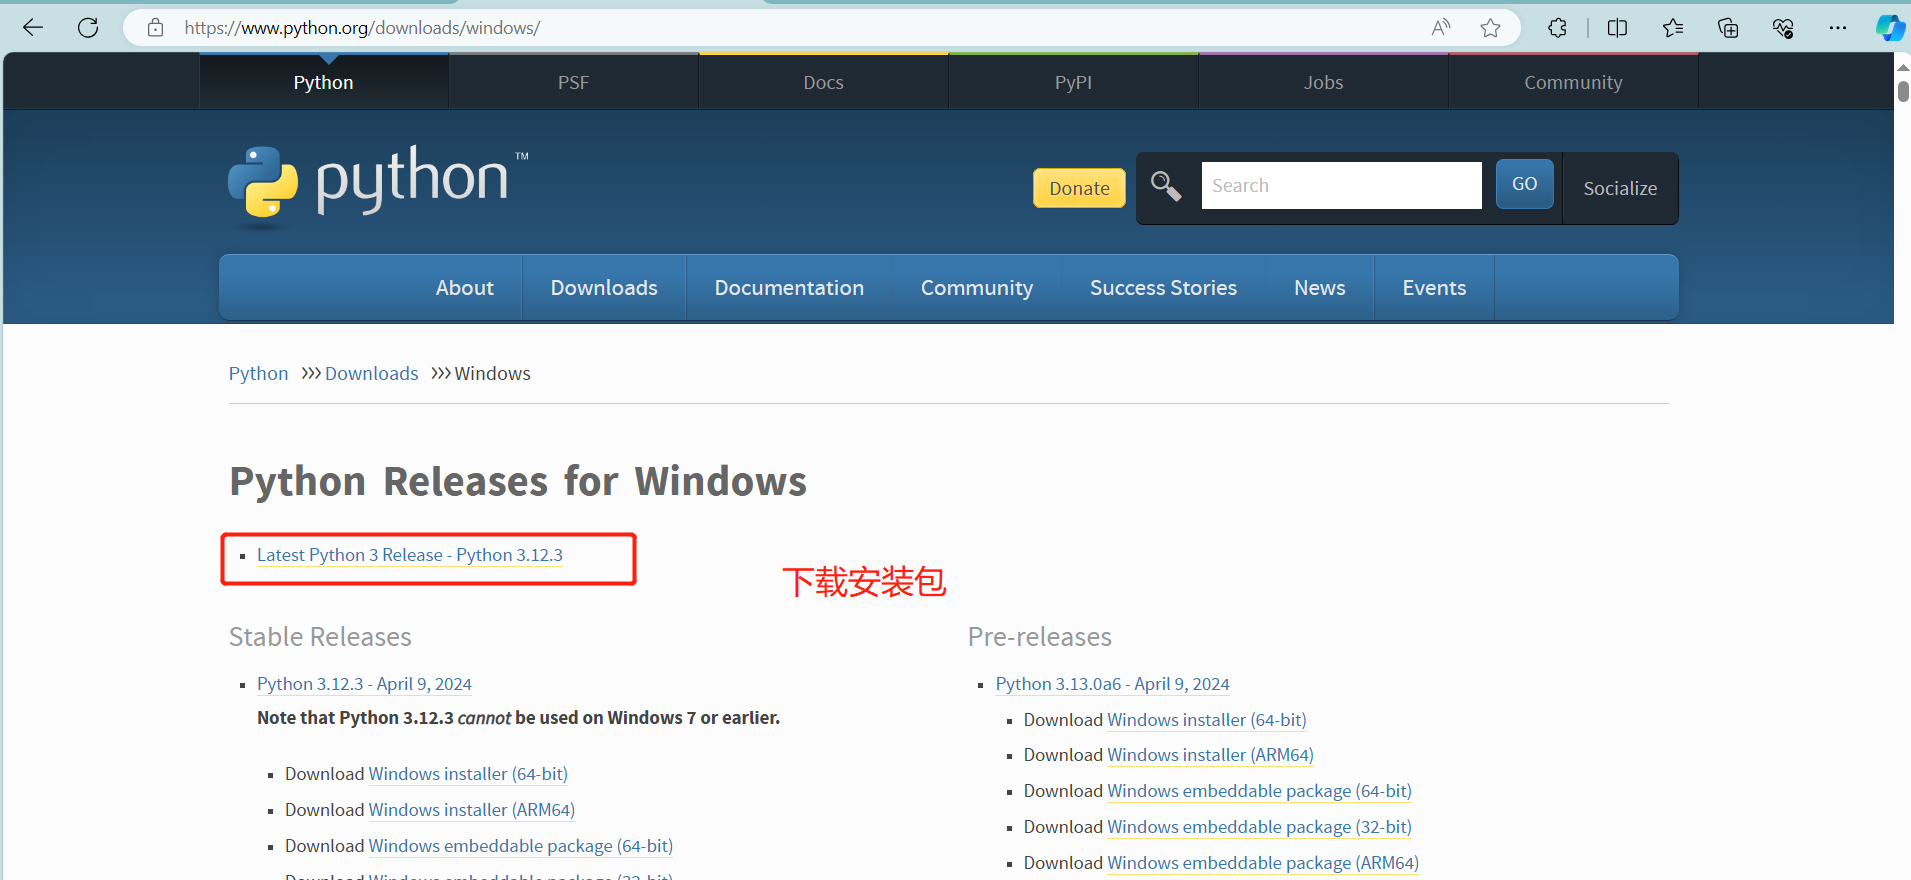 https://www.python.org/downloads/windows/
Python
PSF
Docs
PyPI
Jobs
Community
python™
Donate
Search
GO
Socialize
About
Downloads
Documentation
Community
Success Stories
News
Events
Python >>> Downloads >>> Windows
Python Releases for Windows
Latest Python 3 Release - Python 3.12.3
下载安装包
Stable Releases
Python 3.12.3 - April 9, 2024
Note that Python 3.12.3 cannot be used on Windows 7 or earlier.
Download Windows installer (64-bit)
Download Windows installer (ARM64)
Download Windows embeddable package (64-bit)
Download Windows embeddable package (32-bit)
Pre-releases
Python 3.13.0a6 - April 9, 2024
Download Windows installer (64-bit)
Download Windows installer (ARM64)
Download Windows embeddable package (64-bit)
Download Windows embeddable package (32-bit)
Download Windows embeddable package (ARM64)